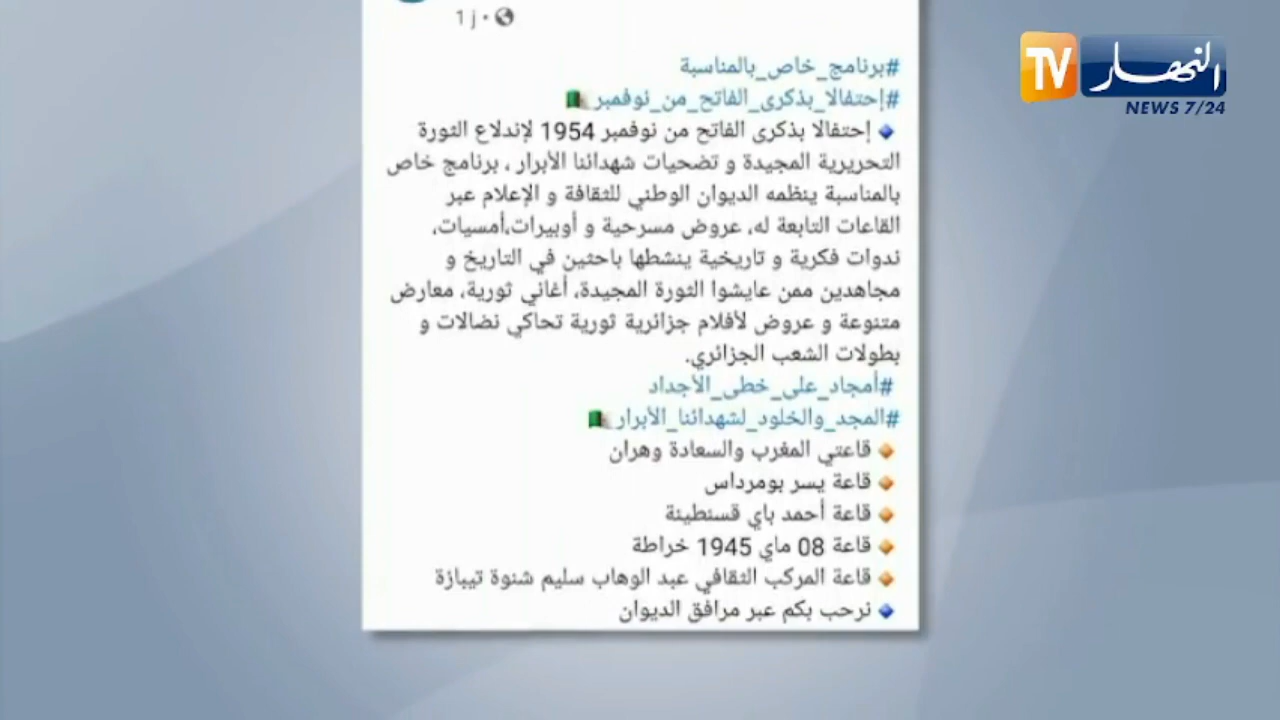 1 j
#برنامج_خاص_بالمناسبة
#إحتفالا_بذكرى_الفاتح_من_نوفمبر
إحتفالا بذكرى الفاتح من نوفمبر 1954 لإندلاع الثورة
التحريرية المجيدة و تضحيات شهدائنا الأبرار ، برنامج خاص
بالمناسبة ينظمه الديوان الوطني للثقافة و الإعلام عبر
القاعات التابعة له، عروض مسرحية و أوبيرات،أمسيات،
ندوات فكرية و تاريخية ينشطها باحثين في التاريخ و
مجاهدين ممن عايشوا الثورة المجيدة، أغاني ثورية، معارض
متنوعة و عروض لأفلام جزائرية ثورية تحاكي نضالات و
بطولات الشعب الجزائري.
#أمجاد_على_خطى_الأجداد
#المجد_والخلود_لشهدائنا_الأبرار
قاعتي المغرب والسعادة وهران
قاعة يسر بومرداس
قاعة أحمد باي قسنطينة
قاعة 08 ماي 1945 خراطة
قاعة المركب الثقافي عبد الوهاب سليم شنوة تيبازة
نرحب بكم عبر مرافق الديوان
TV النهار
NEWS 7/24